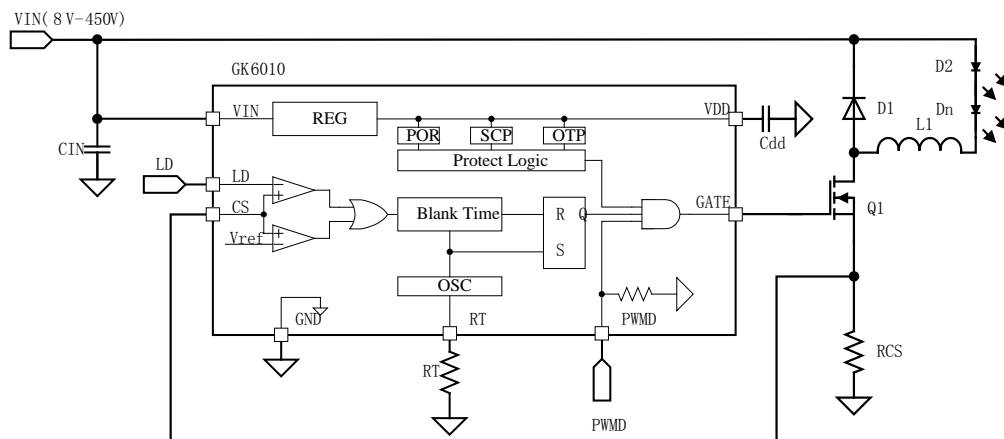 VIN( 8V-450V)
GK6010
D2
VIN
REG
VDD
D1
Dn
POR
SCP
OTP
L1
CIN
Protect Logic
Cdd
LD
LD
GATE
CS
Blank Time
R
Q
Q1
Vref
S
OSC
GND
RT
PWMD
RCS
RT
PWMD